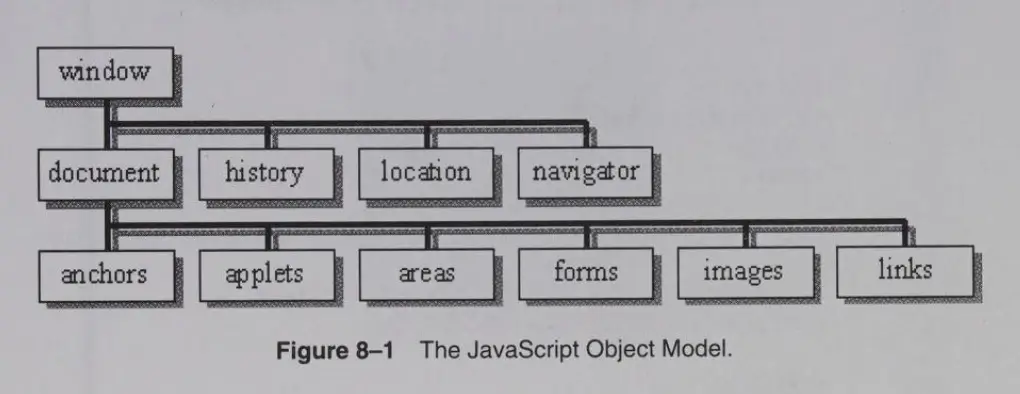 window
document history location navigator
anchors applets areas forms images links
Figure 8–1 The JavaScript Object Model.